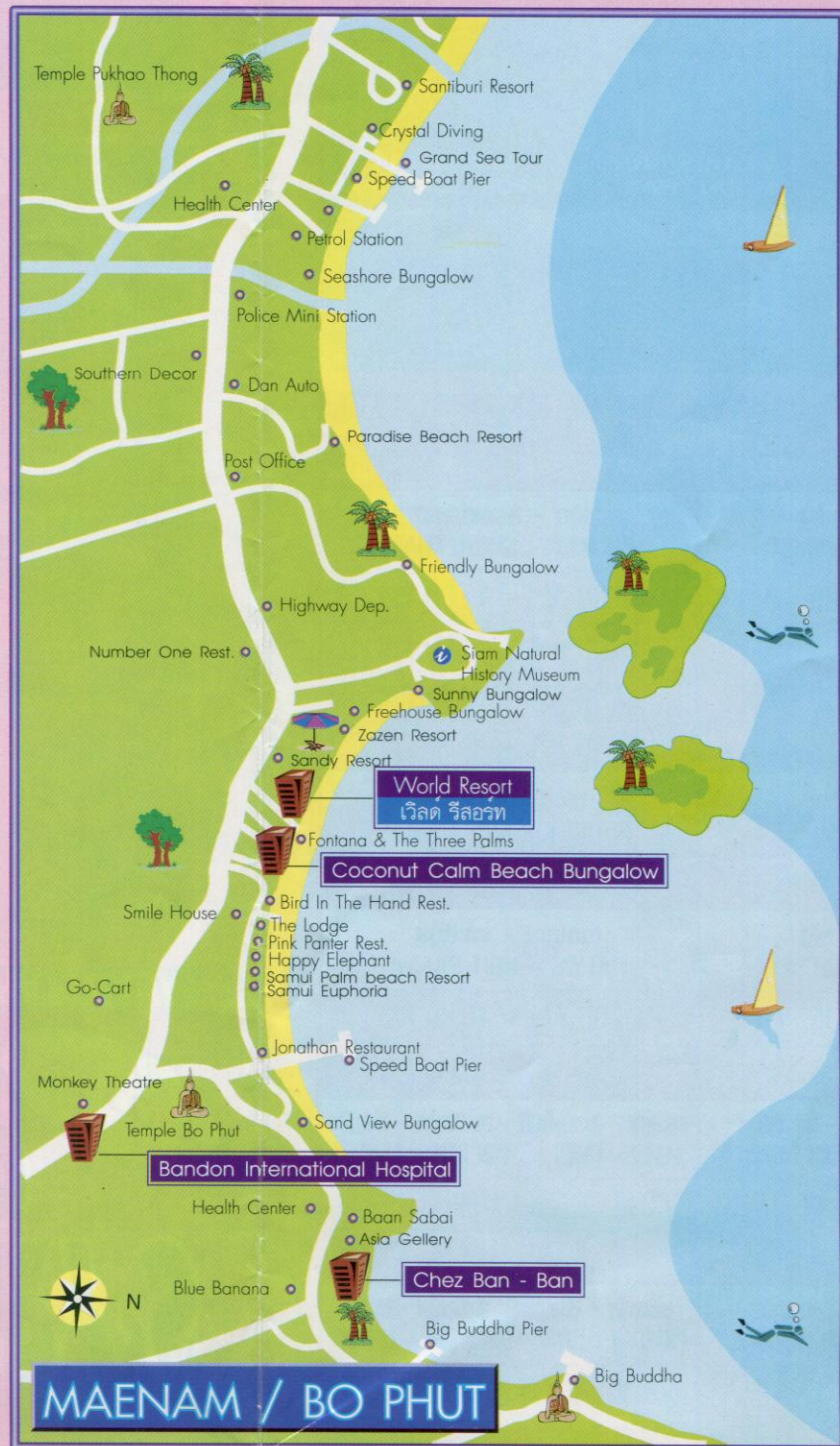 Temple Pukhao Thong
Santiburi Resort
Crystal Diving
Grand Sea Tour
Speed Boat Pier
Health Center
Petrol Station
Seashore Bungalow
Police Mini Station
Southern Decor
Dan Auto
Paradise Beach Resort
Post Office
Friendly Bungalow
Highway Dep.
Number One Rest.
i
Siam Natural
History Museum
Sunny Bungalow
Freehouse Bungalow
Zazen Resort
Sandy Resort
World Resort
เวิลด์ รีสอร์ท
Fontana & The Three Palms
Coconut Calm Beach Bungalow
Bird In The Hand Rest.
Smile House
The Lodge
Pink Panter Rest.
Happy Elephant
Samui Palm beach Resort
Samui Euphoria
Go-Cart
Jonathan Restaurant
Speed Boat Pier
Monkey Theatre
Temple Bo Phut
Sand View Bungalow
Bandon International Hospital
Health Center
Baan Sabai
Asia Gellery
Chez Ban - Ban
Blue Banana
N
Big Buddha Pier
Big Buddha
MAENAM / BO PHUT